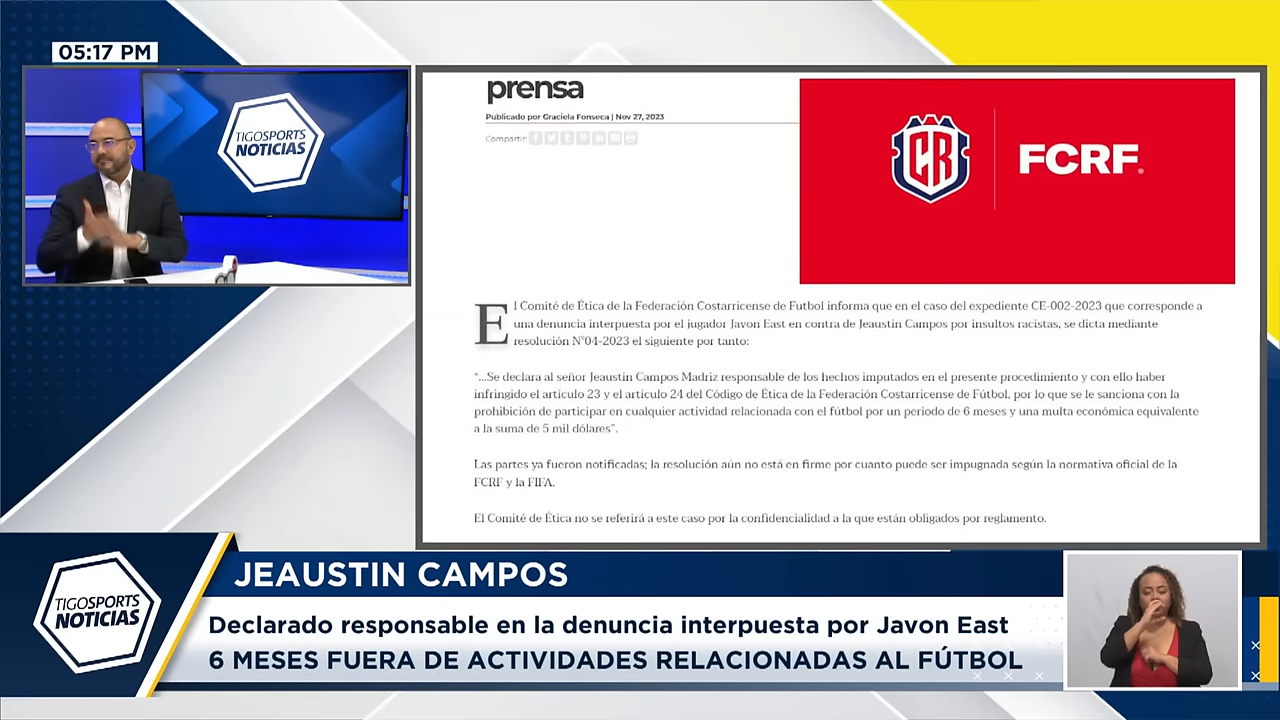 05:17 PM
TIGOSPORTS
NOTICIAS
prensa
Publicado por Graciela Fonseca | Nov 27, 2023
Compartir:
CR
FCRF.
El Comité de Ética de la Federación Costarricense de Futbol informa que en el caso del expediente CE-002-2023 que corresponde a
una denuncia interpuesta por el jugador Javon East en contra de Jeaustin Campos por insultos racistas, se dicta mediante
resolución N°04-2023 el siguiente por tanto:
“...Se declara al señor Jeaustin Campos Madriz responsable de los hechos imputados en el presente procedimiento y con ello haber
infringido el artículo 23 y el artículo 24 del Código de Ética de la Federación Costarricense de Fútbol, por lo que se le sanciona con la
prohibición de participar en cualquier actividad relacionada con el fútbol por un periodo de 6 meses y una multa económica equivalente
a la suma de 5 mil dólares”.
Las partes ya fueron notificadas; la resolución aún no está en firme por cuanto puede ser impugnada según la normativa oficial de la
FCRF y la FIFA.
El Comité de Ética no se referirá a este caso por la confidencialidad a la que están obligados por reglamento.
TIGOSPORTS
NOTICIAS
JEAUSTIN CAMPOS
Declarado responsable en la denuncia interpuesta por Javon East
6 MESES FUERA DE ACTIVIDADES RELACIONADAS AL FÚTBOL